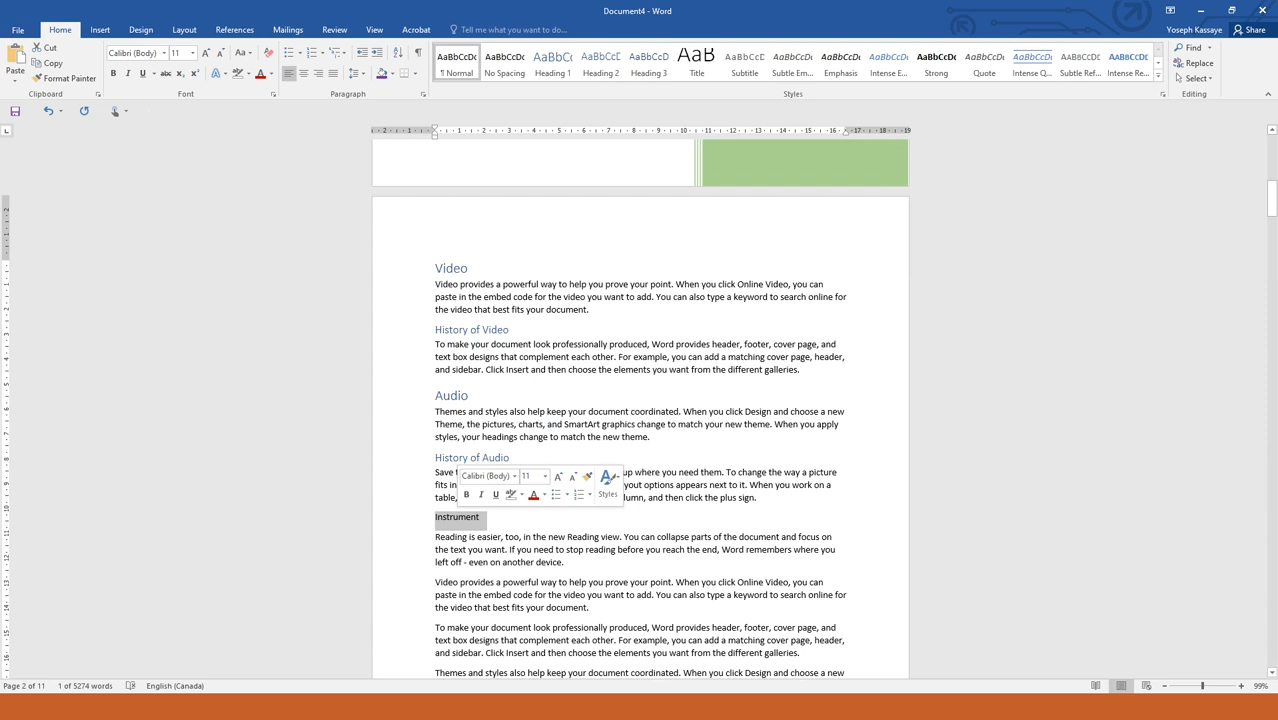 Document4 - Word
File Home Insert Design Layout References Mailings Review View Acrobat Tell me what you want to do... Yoseph Kassaye Share
Paste Cut Copy Format Painter Clipboard
Calibri (Body) 11 Font
Paragraph
AaBbCcDc ¶ Normal
AaBbCcDc No Spacing
AaBbCc Heading 1
AaBbCcD Heading 2
AaBbCcD Heading 3
AaB Title
AaBbCcD Subtitle
AaBbCcDc Subtle Em...
AaBbCcDc Emphasis
AaBbCcDc Intense E...
AaBbCcDc Strong
AaBbCcDc Quote
AaBbCcDc Intense Q...
AaBbCcDc Subtle Ref...
AaBbCcDc Intense Re...
Styles
Find Replace Select Editing
Video
Video provides a powerful way to help you prove your point. When you click Online Video, you can
paste in the embed code for the video you want to add. You can also type a keyword to search online for
the video that best fits your document.
History of Video
To make your document look professionally produced, Word provides header, footer, cover page, and
text box designs that complement each other. For example, you can add a matching cover page, header,
and sidebar. Click Insert and then choose the elements you want from the different galleries.
Audio
Themes and styles also help keep your document coordinated. When you click Design and choose a new
Theme, the pictures, charts, and SmartArt graphics change to match your new theme. When you apply
styles, your headings change to match the new theme.
History of Audio
Save up where you need them. To change the way a picture
fits in yout options appears next to it. When you work on a
table, lumn, and then click the plus sign.
Calibri (Body) 11
Styles
Instrument
Reading is easier, too, in the new Reading view. You can collapse parts of the document and focus on
the text you want. If you need to stop reading before you reach the end, Word remembers where you
left off - even on another device.
Video provides a powerful way to help you prove your point. When you click Online Video, you can
paste in the embed code for the video you want to add. You can also type a keyword to search online for
the video that best fits your document.
To make your document look professionally produced, Word provides header, footer, cover page, and
text box designs that complement each other. For example, you can add a matching cover page, header,
and sidebar. Click Insert and then choose the elements you want from the different galleries.
Themes and styles also help keep your document coordinated. When you click Design and choose a new
Page 2 of 11 1 of 5274 words English (Canada) 99%